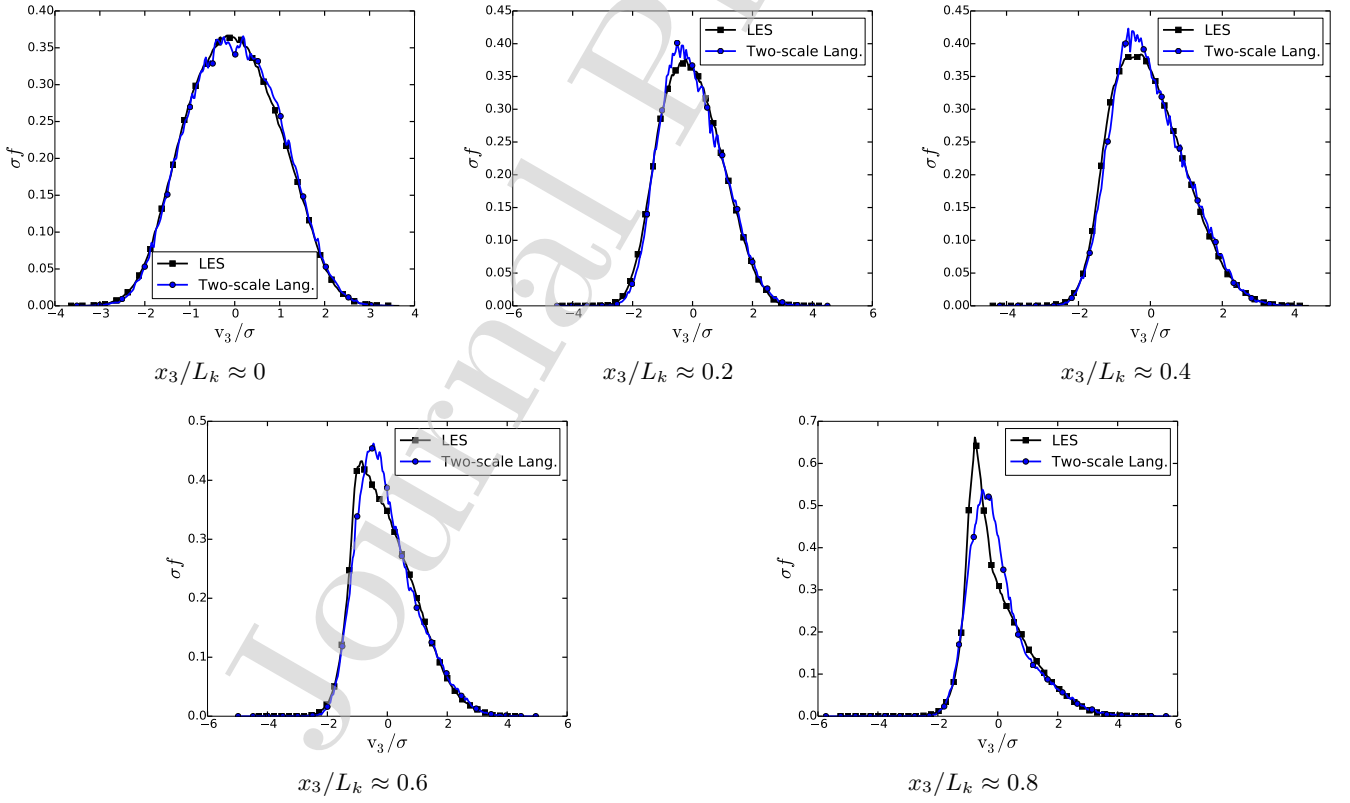 0.40
0.35
0.30
0.25
0.20
0.15
0.10
0.05
0.00
σf
−4 −3 −2 −1 0 1 2 3 4
v₃/σ
LES
Two-scale Lang.
x₃/Lₖ ≈ 0
0.45
0.40
0.35
0.30
0.25
0.20
0.15
0.10
0.05
0.00
σf
−6 −4 −2 0 2 4 6
v₃/σ
LES
Two-scale Lang.
x₃/Lₖ ≈ 0.2
0.45
0.40
0.35
0.30
0.25
0.20
0.15
0.10
0.05
0.00
σf
−4 −2 0 2 4
v₃/σ
LES
Two-scale Lang.
x₃/Lₖ ≈ 0.4
0.5
0.4
0.3
0.2
0.1
0.0
σf
−6 −4 −2 0 2 4 6
v₃/σ
LES
Two-scale Lang.
x₃/Lₖ ≈ 0.6
0.7
0.6
0.5
0.4
0.3
0.2
0.1
0.0
σf
−6 −4 −2 0 2 4 6
v₃/σ
LES
Two-scale Lang.
x₃/Lₖ ≈ 0.8
Journal